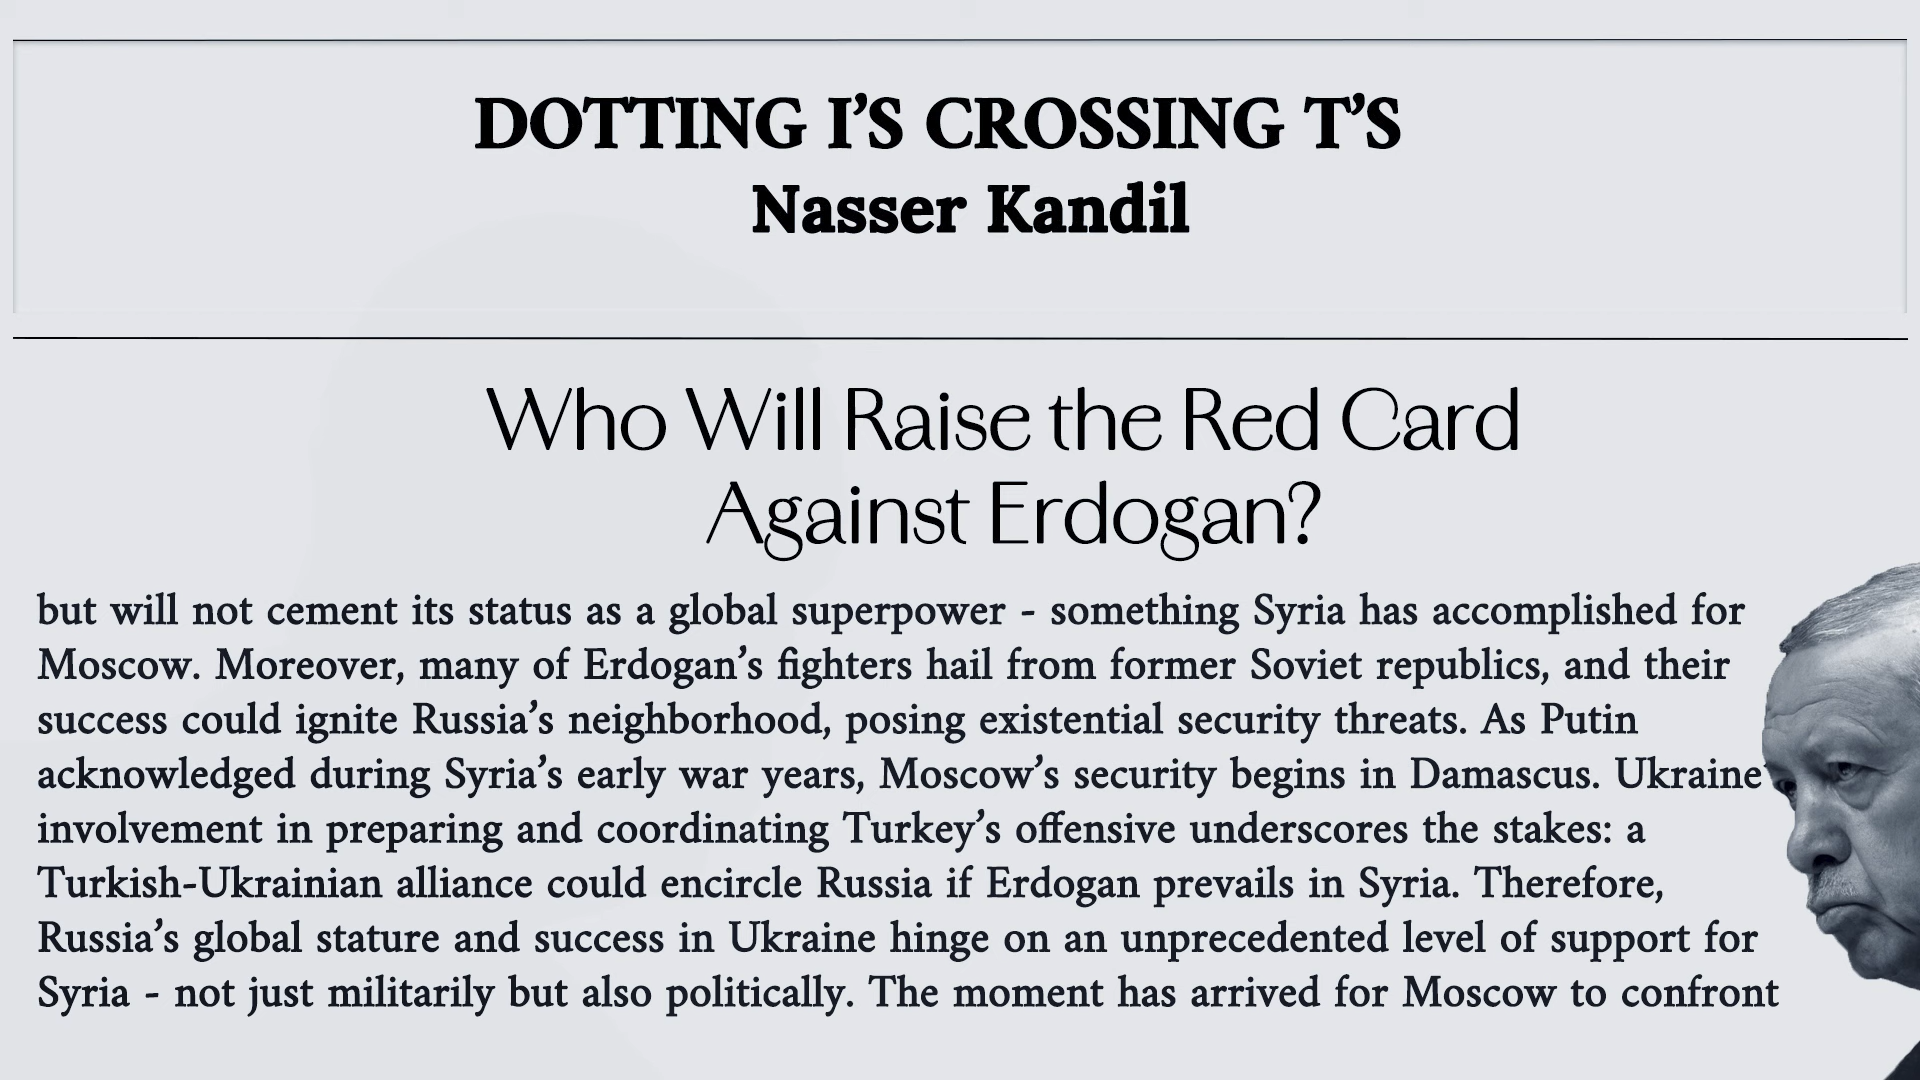 DOTTING I’S CROSSING T’S
Nasser Kandil
Who Will Raise the Red Card
Against Erdogan?
but will not cement its status as a global superpower - something Syria has accomplished for
Moscow. Moreover, many of Erdogan’s fighters hail from former Soviet republics, and their
success could ignite Russia’s neighborhood, posing existential security threats. As Putin
acknowledged during Syria’s early war years, Moscow’s security begins in Damascus. Ukraine’
involvement in preparing and coordinating Turkey’s offensive underscores the stakes: a
Turkish-Ukrainian alliance could encircle Russia if Erdogan prevails in Syria. Therefore,
Russia’s global stature and success in Ukraine hinge on an unprecedented level of support for
Syria - not just militarily but also politically. The moment has arrived for Moscow to confront